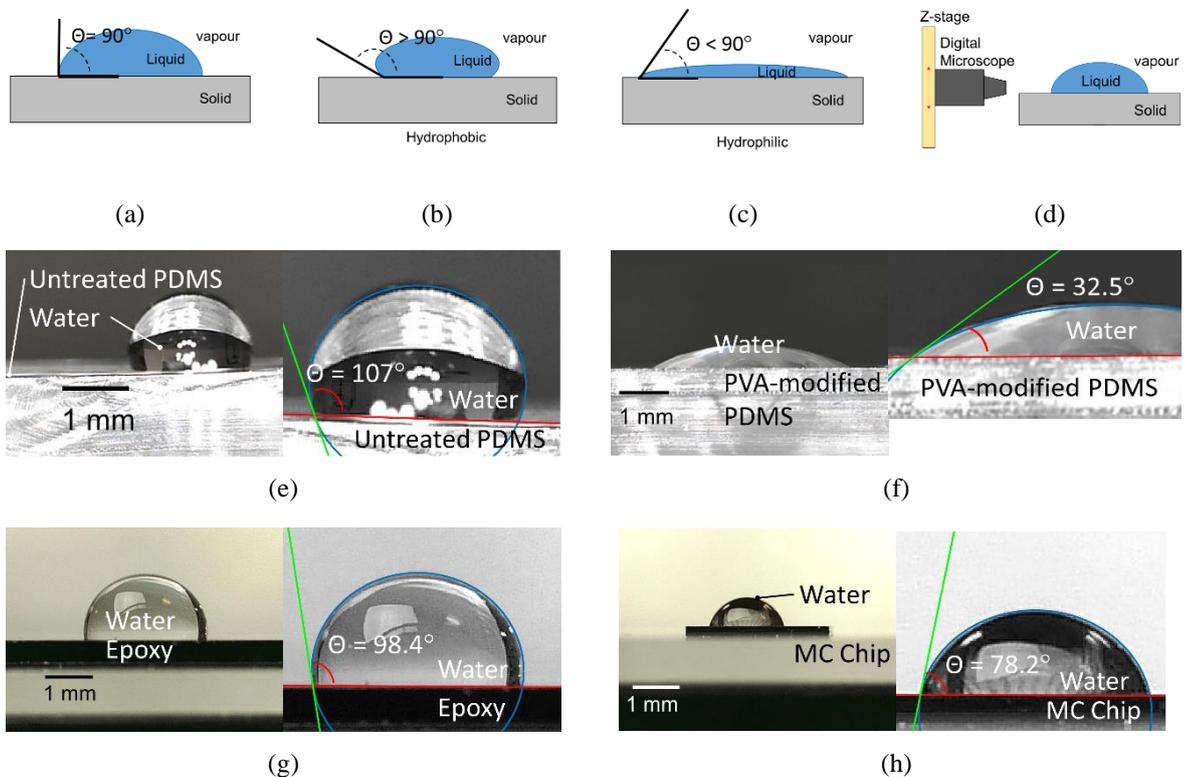 Θ= 90°
vapour
Liquid
Solid
(a)
Θ > 90°
vapour
Liquid
Solid
Hydrophobic
(b)
Θ < 90°
vapour
Liquid
Solid
Hydrophilic
(c)
Z-stage
Digital
Microscope
vapour
Liquid
Solid
(d)
Untreated PDMS
Water
1 mm
Θ = 107°
Water
Untreated PDMS
(e)
Water
PVA-modified
PDMS
1 mm
Θ = 32.5°
Water
PVA-modified PDMS
(f)
Water
Epoxy
1 mm
Θ = 98.4°
Water
Epoxy
(g)
Water
MC Chip
1 mm
Θ = 78.2°
Water
MC Chip
(h)